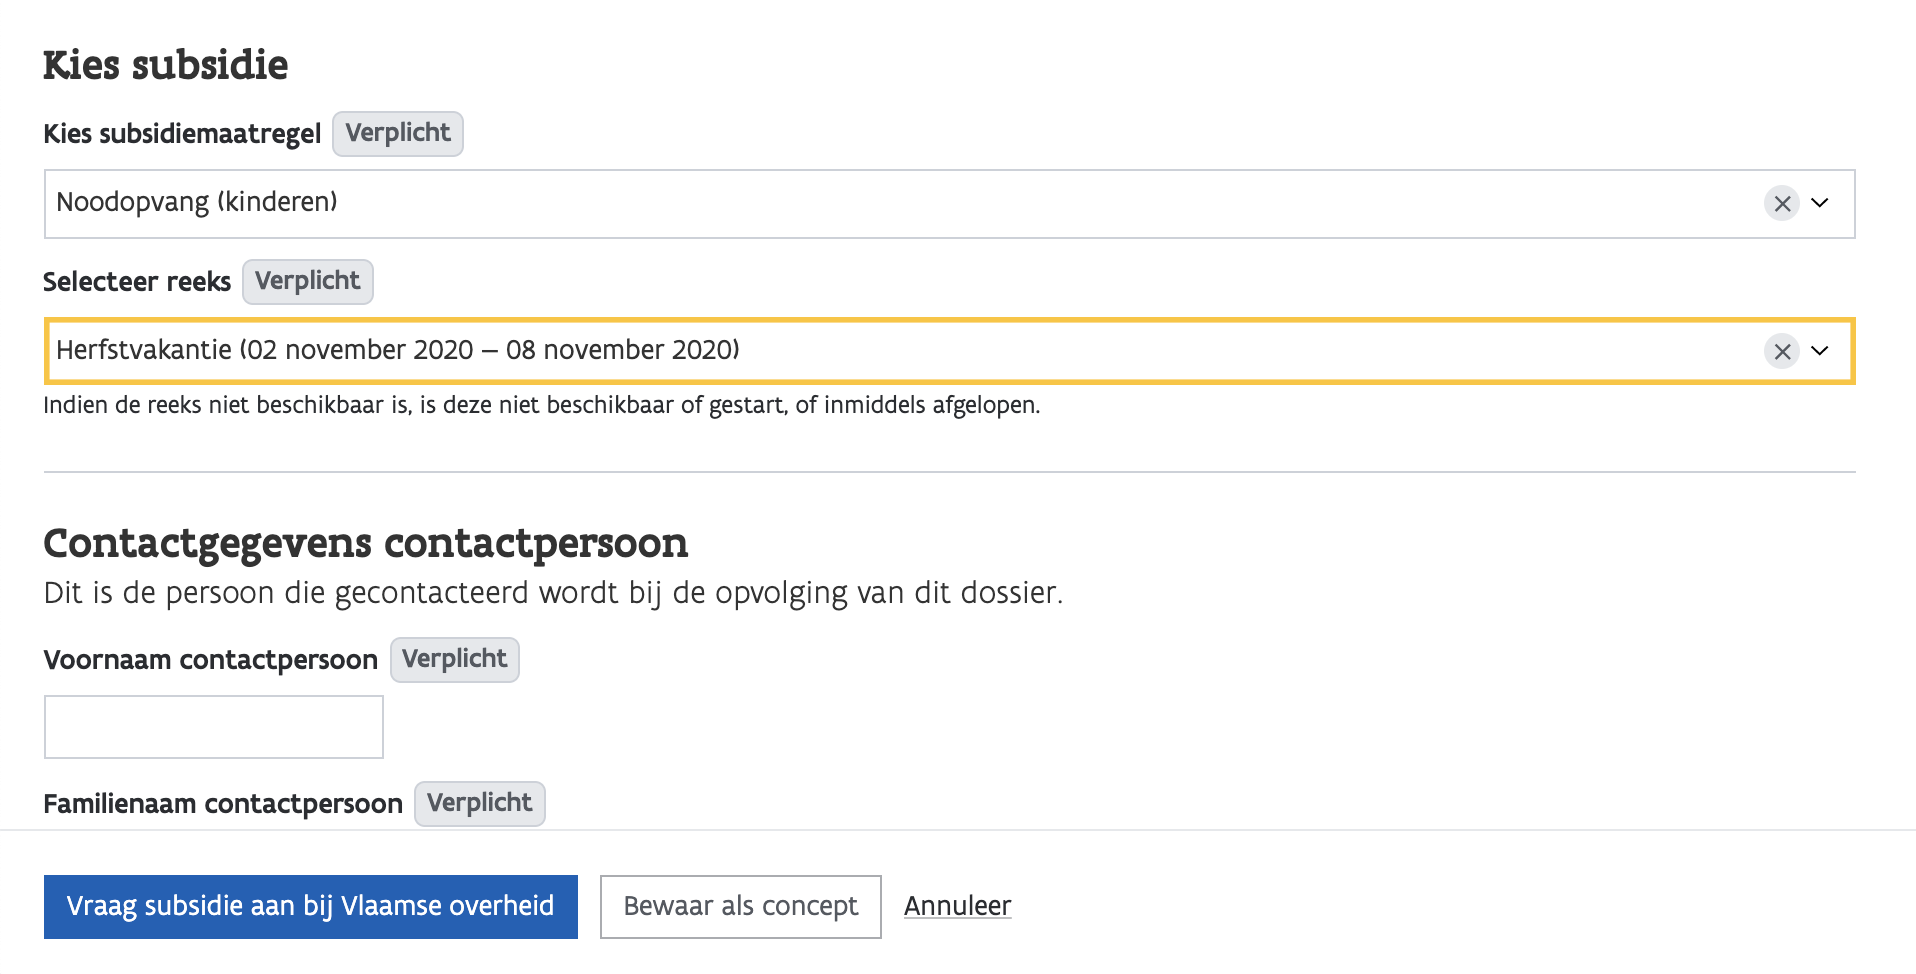 Kies subsidie
Kies subsidiemaatregel Verplicht
Noodopvang (kinderen)
Selecteer reeks Verplicht
Herfstvakantie (02 november 2020 – 08 november 2020)
Indien de reeks niet beschikbaar is, is deze niet beschikbaar of gestart, of inmiddels afgelopen.
Contactgegevens contactpersoon
Dit is de persoon die gecontacteerd wordt bij de opvolging van dit dossier.
Voornaam contactpersoon Verplicht
Familienaam contactpersoon Verplicht
Vraag subsidie aan bij Vlaamse overheid Bewaar als concept Annuleer